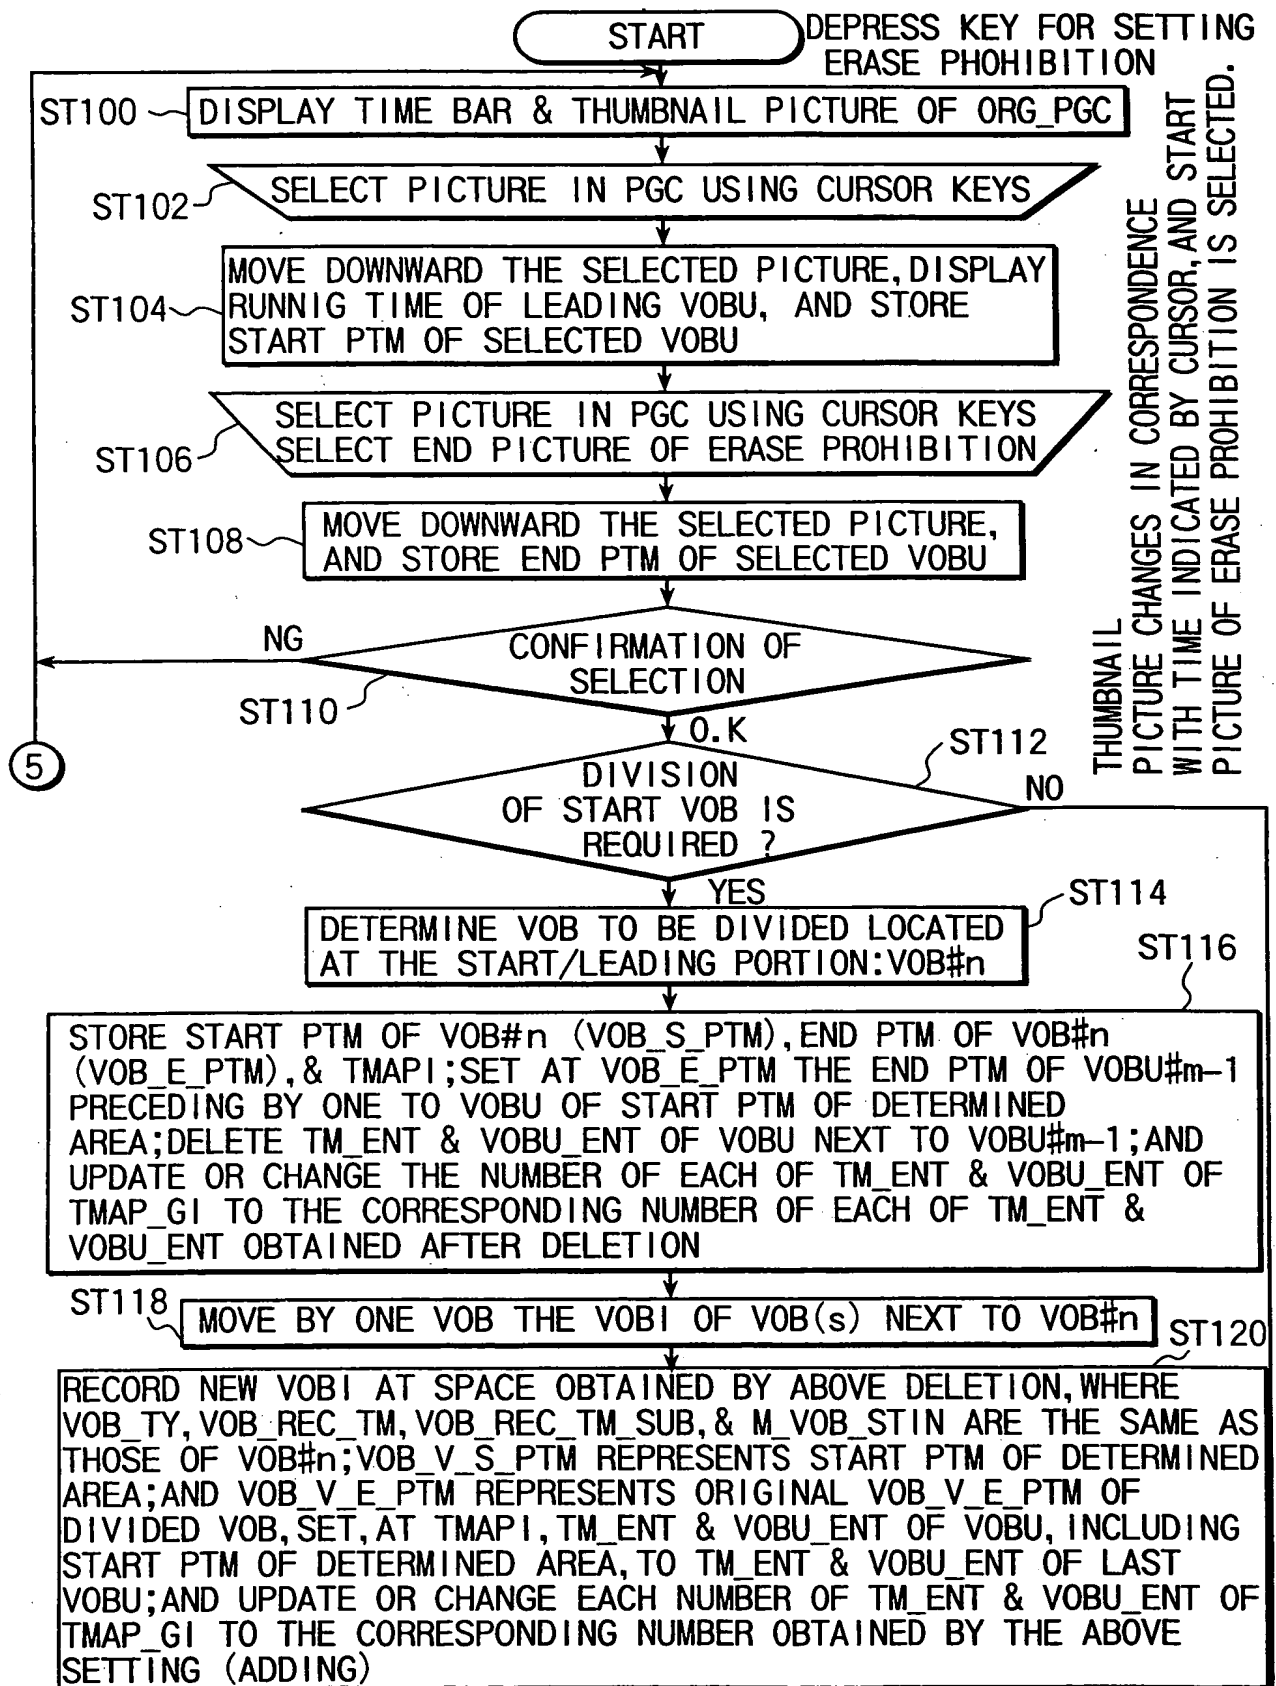 START
DEPRESS KEY FOR SETTING
ERASE PHOHIBITION
ST100
DISPLAY TIME BAR & THUMBNAIL PICTURE OF ORG_PGC
ST102
SELECT PICTURE IN PGC USING CURSOR KEYS
ST104
MOVE DOWNWARD THE SELECTED PICTURE, DISPLAY
RUNNIG TIME OF LEADING VOBU, AND STORE
START PTM OF SELECTED VOBU
ST106
SELECT PICTURE IN PGC USING CURSOR KEYS
SELECT END PICTURE OF ERASE PROHIBITION
ST108
MOVE DOWNWARD THE SELECTED PICTURE,
AND STORE END PTM OF SELECTED VOBU
THUMBNAIL
PICTURE CHANGES IN CORRESPONDENCE
WITH TIME INDICATED BY CURSOR, AND START
PICTURE OF ERASE PROHIBITION IS SELECTED.
NG
CONFIRMATION OF
SELECTION
ST110
O.K
5
ST112
DIVISION
OF START VOB IS
REQUIRED ?
NO
YES
ST114
DETERMINE VOB TO BE DIVIDED LOCATED
AT THE START/LEADING PORTION:VOB#n
ST116
STORE START PTM OF VOB#n (VOB_S_PTM), END PTM OF VOB#n
(VOB_E_PTM), & TMAPI;SET AT VOB_E_PTM THE END PTM OF VOBU#m-1
PRECEDING BY ONE TO VOBU OF START PTM OF DETERMINED
AREA;DELETE TM_ENT & VOBU_ENT OF VOBU NEXT TO VOBU#m-1;AND
UPDATE OR CHANGE THE NUMBER OF EACH OF TM_ENT & VOBU_ENT OF
TMAP_GI TO THE CORRESPONDING NUMBER OF EACH OF TM_ENT &
VOBU_ENT OBTAINED AFTER DELETION
ST118
MOVE BY ONE VOB THE VOBI OF VOB(s) NEXT TO VOB#n
ST120
RECORD NEW VOBI AT SPACE OBTAINED BY ABOVE DELETION, WHERE
VOB_TY, VOB_REC_TM, VOB_REC_TM_SUB, & M_VOB_STIN ARE THE SAME AS
THOSE OF VOB#n;VOB_V_S_PTM REPRESENTS START PTM OF DETERMINED
AREA;AND VOB_V_E_PTM REPRESENTS ORIGINAL VOB_V_E_PTM OF
DIVIDED VOB, SET, AT TMAPI, TM_ENT & VOBU_ENT OF VOBU, INCLUDING
START PTM OF DETERMINED AREA, TO TM_ENT & VOBU_ENT OF LAST
VOBU;AND UPDATE OR CHANGE EACH NUMBER OF TM_ENT & VOBU_ENT OF
TMAP_GI TO THE CORRESPONDING NUMBER OBTAINED BY THE ABOVE
SETTING (ADDING)